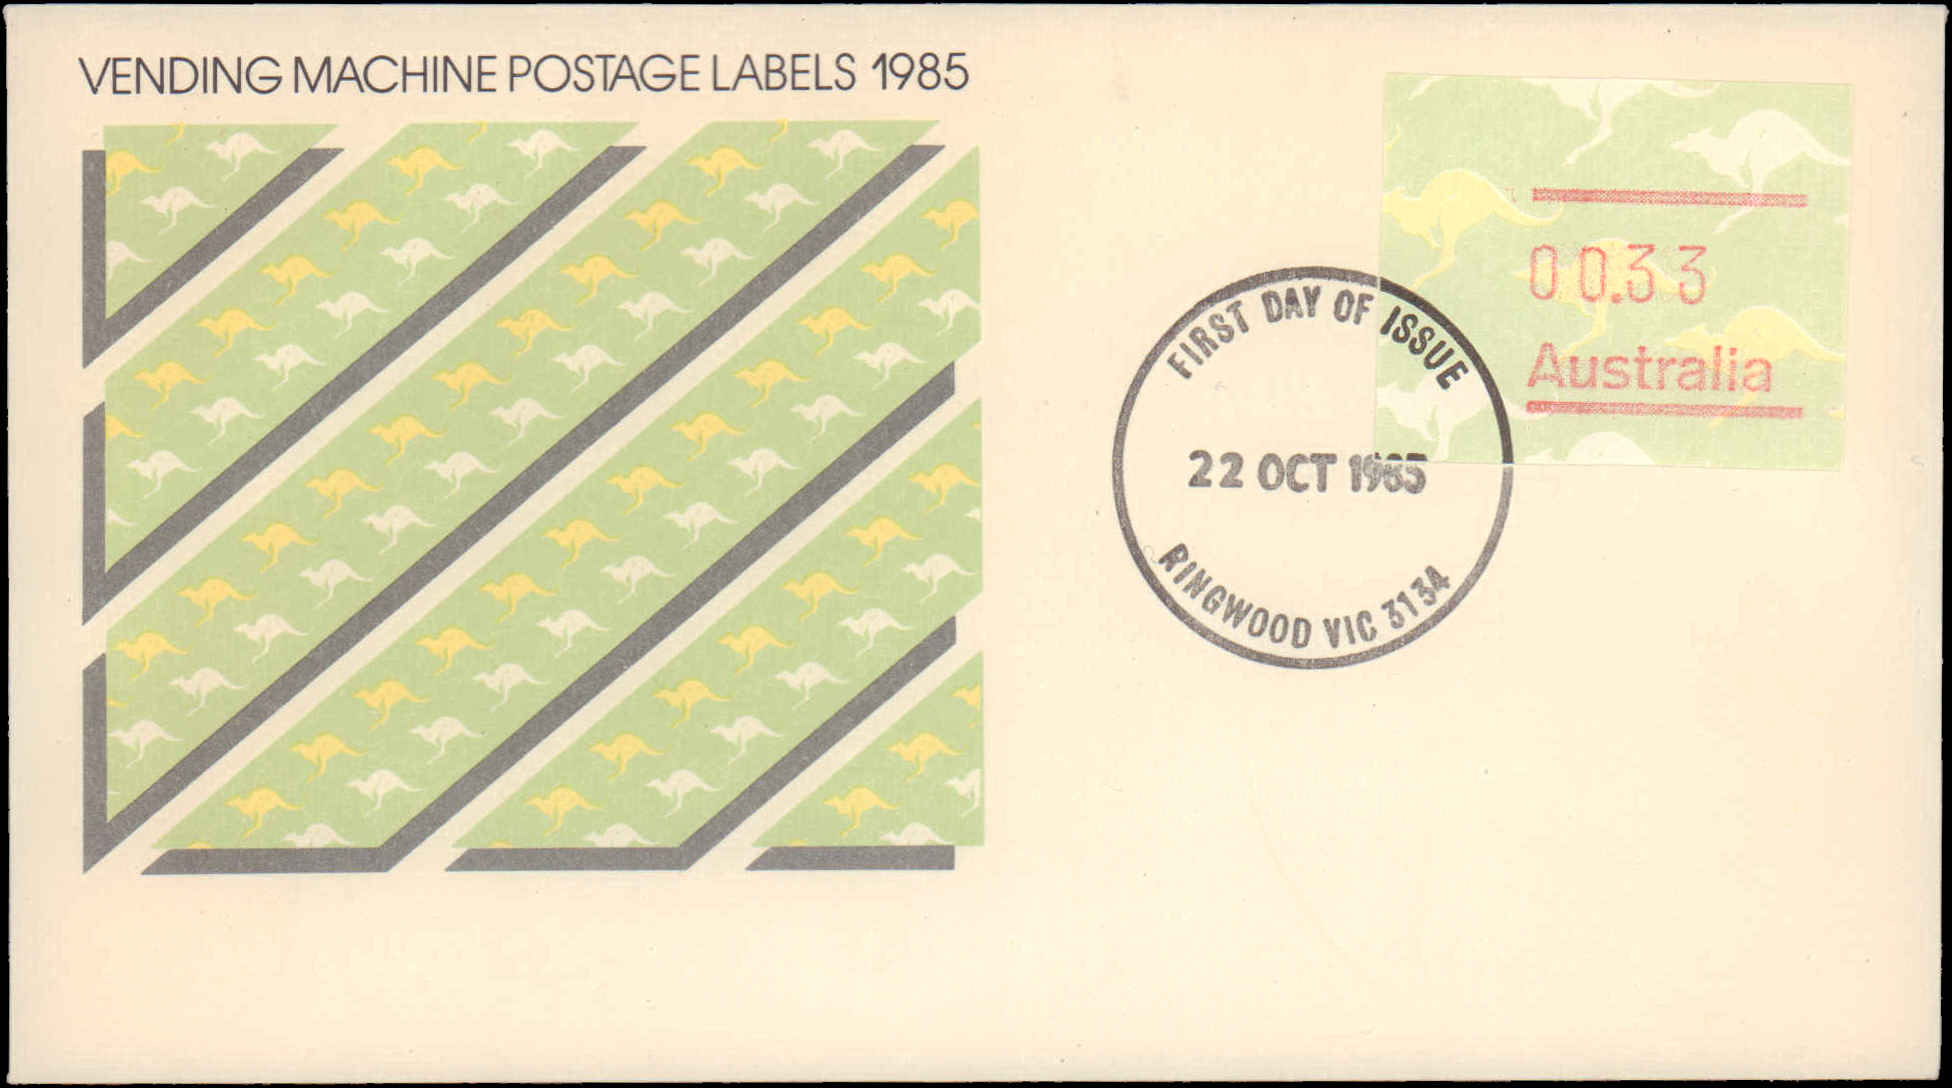 VENDING MACHINE POSTAGE LABELS 1985
00.33
Australia
FIRST DAY OF ISSUE
22 OCT 1985
RINGWOOD VIC 3134